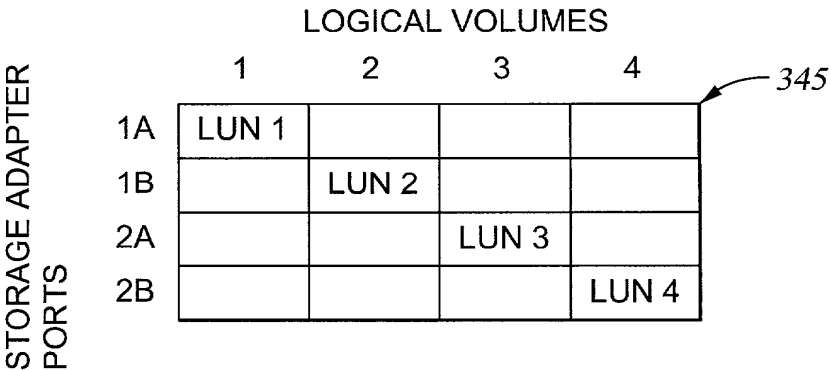 LOGICAL VOLUMES
1 2 3 4
345
1A LUN 1
1B LUN 2
2A LUN 3
2B LUN 4
STORAGE ADAPTER
PORTS